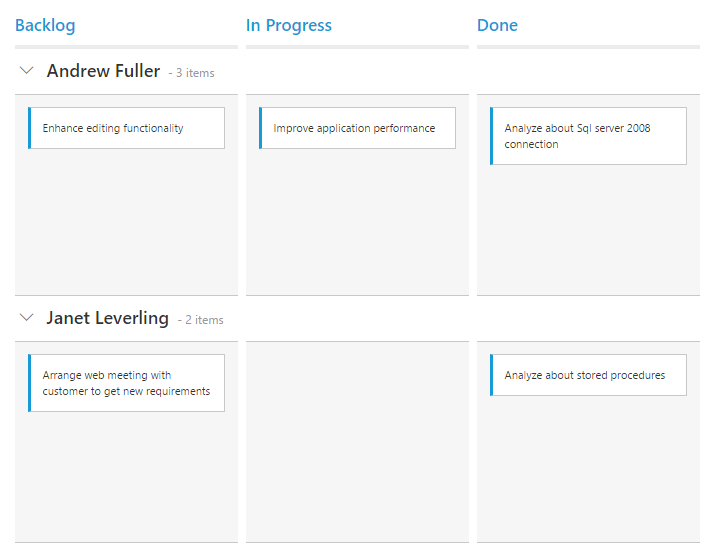 Backlog
In Progress
Done
Andrew Fuller - 3 items
Enhance editing functionality
Improve application performance
Analyze about Sql server 2008
connection
Janet Leverling - 2 items
Arrange web meeting with
customer to get new requirements
Analyze about stored procedures